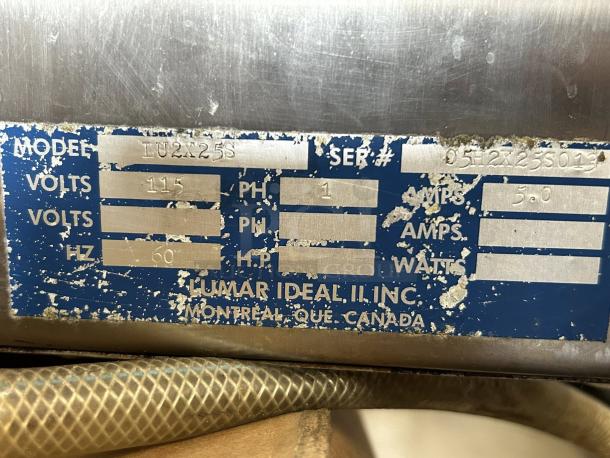 MODEL IU2X25S SER # 05H2X25S013
VOLTS 115 PH 1 AMPS 5.0
VOLTS PH AMPS
HZ 60 H.P. WATTS
LUMAR IDEAL II INC.
MONTREAL QUE CANADA